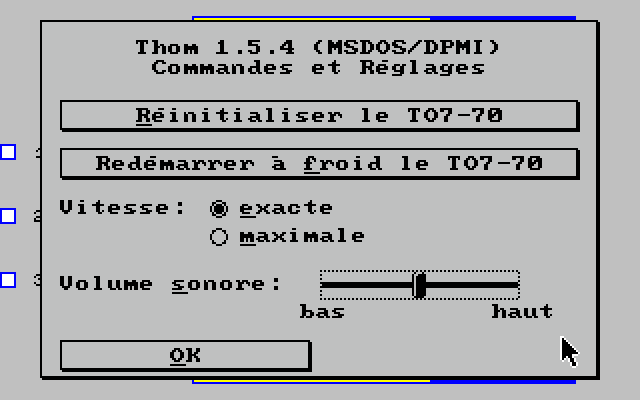 Thom 1.5.4 (MSDOS/DPMI)
Commandes et Réglages
Réinitialiser le TO7-70
Redémarrer à froid le TO7-70
Vitesse: exacte
maximale
Volume sonore:
bas haut
OK